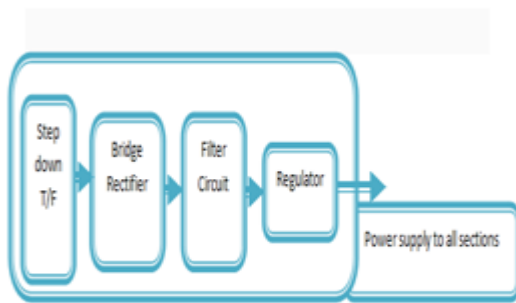 Step
down
T/F
Bridge
Rectifier
Filter
Circuit
Regulator
Power supply to all sections